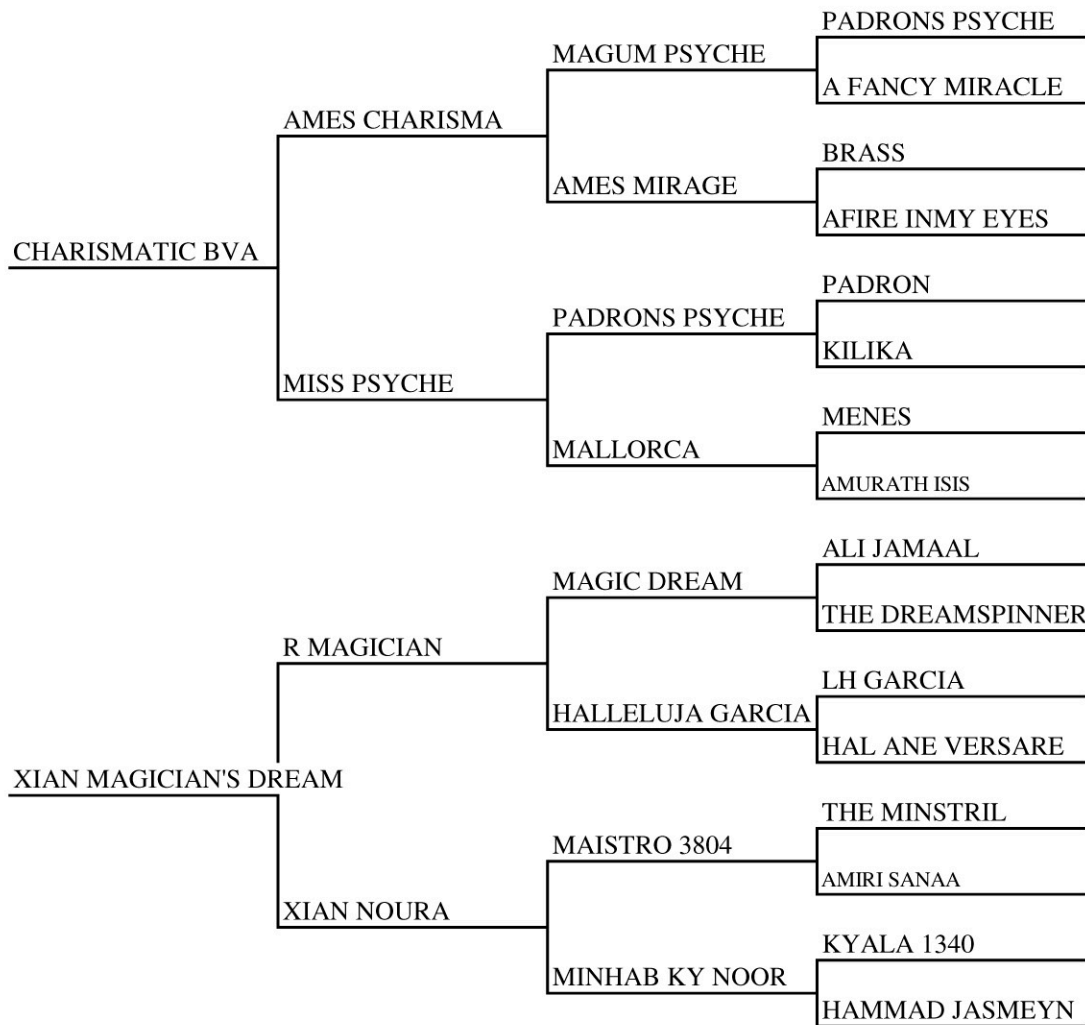 PADRONS PSYCHE
MAGUM PSYCHE
A FANCY MIRACLE
AMES CHARISMA
BRASS
AMES MIRAGE
AFIRE INMY EYES
CHARISMATIC BVA
PADRON
PADRONS PSYCHE
KILIKA
MISS PSYCHE
MENES
MALLORCA
AMURATH ISIS
ALI JAMAAL
MAGIC DREAM
THE DREAMSPINNER
R MAGICIAN
LH GARCIA
HALLELUJA GARCIA
HAL ANE VERSARE
XIAN MAGICIAN'S DREAM
THE MINSTRIL
MAISTRO 3804
AMIRI SANAA
XIAN NOURA
KYALA 1340
MINHAB KY NOOR
HAMMAD JASMEYN